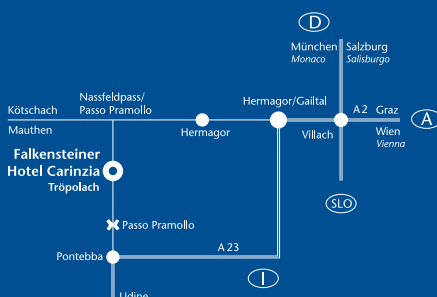 D
München
Salzburg
Monaco
Salisburgo
Nassfeldpass/
Passo Pramollo
Hermagor/Gailtal
A 2 Graz
Kötschach
A
Mauthen
Hermagor
Villach
Wien
Vienna
Falkensteiner
Hotel Carinzia
Tröpolach
SLO
Passo Pramollo
A 23
Pontebba
I
Udine